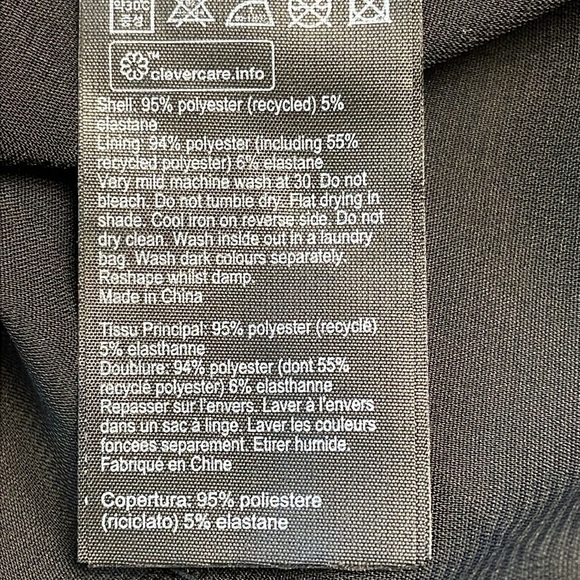 clevercare.info
Shell: 95% polyester (recycled) 5%
elastane
Lining: 94% polyester (including 55%
recycled polyester) 6% elastane
Very mild machine wash at 30. Do not
bleach. Do not tumble dry. Flat drying in
shade. Cool iron on reverse side. Do not
dry clean. Wash inside out in a laundry
bag. Wash dark colours separately.
Reshape whilst damp.
Made in China
Tissu Principal: 95% polyester (recyclé)
5% elasthanne
Doublure: 94% polyester (dont 55%
recyclé polyester) 6% elasthanne
Repasser sur l'envers. Laver à l'envers
dans un sac à linge. Laver les couleurs
foncées séparement. Etirer humide.
Fabriqué en Chine
Copertura: 95% poliestere
(riciclato) 5% elastane